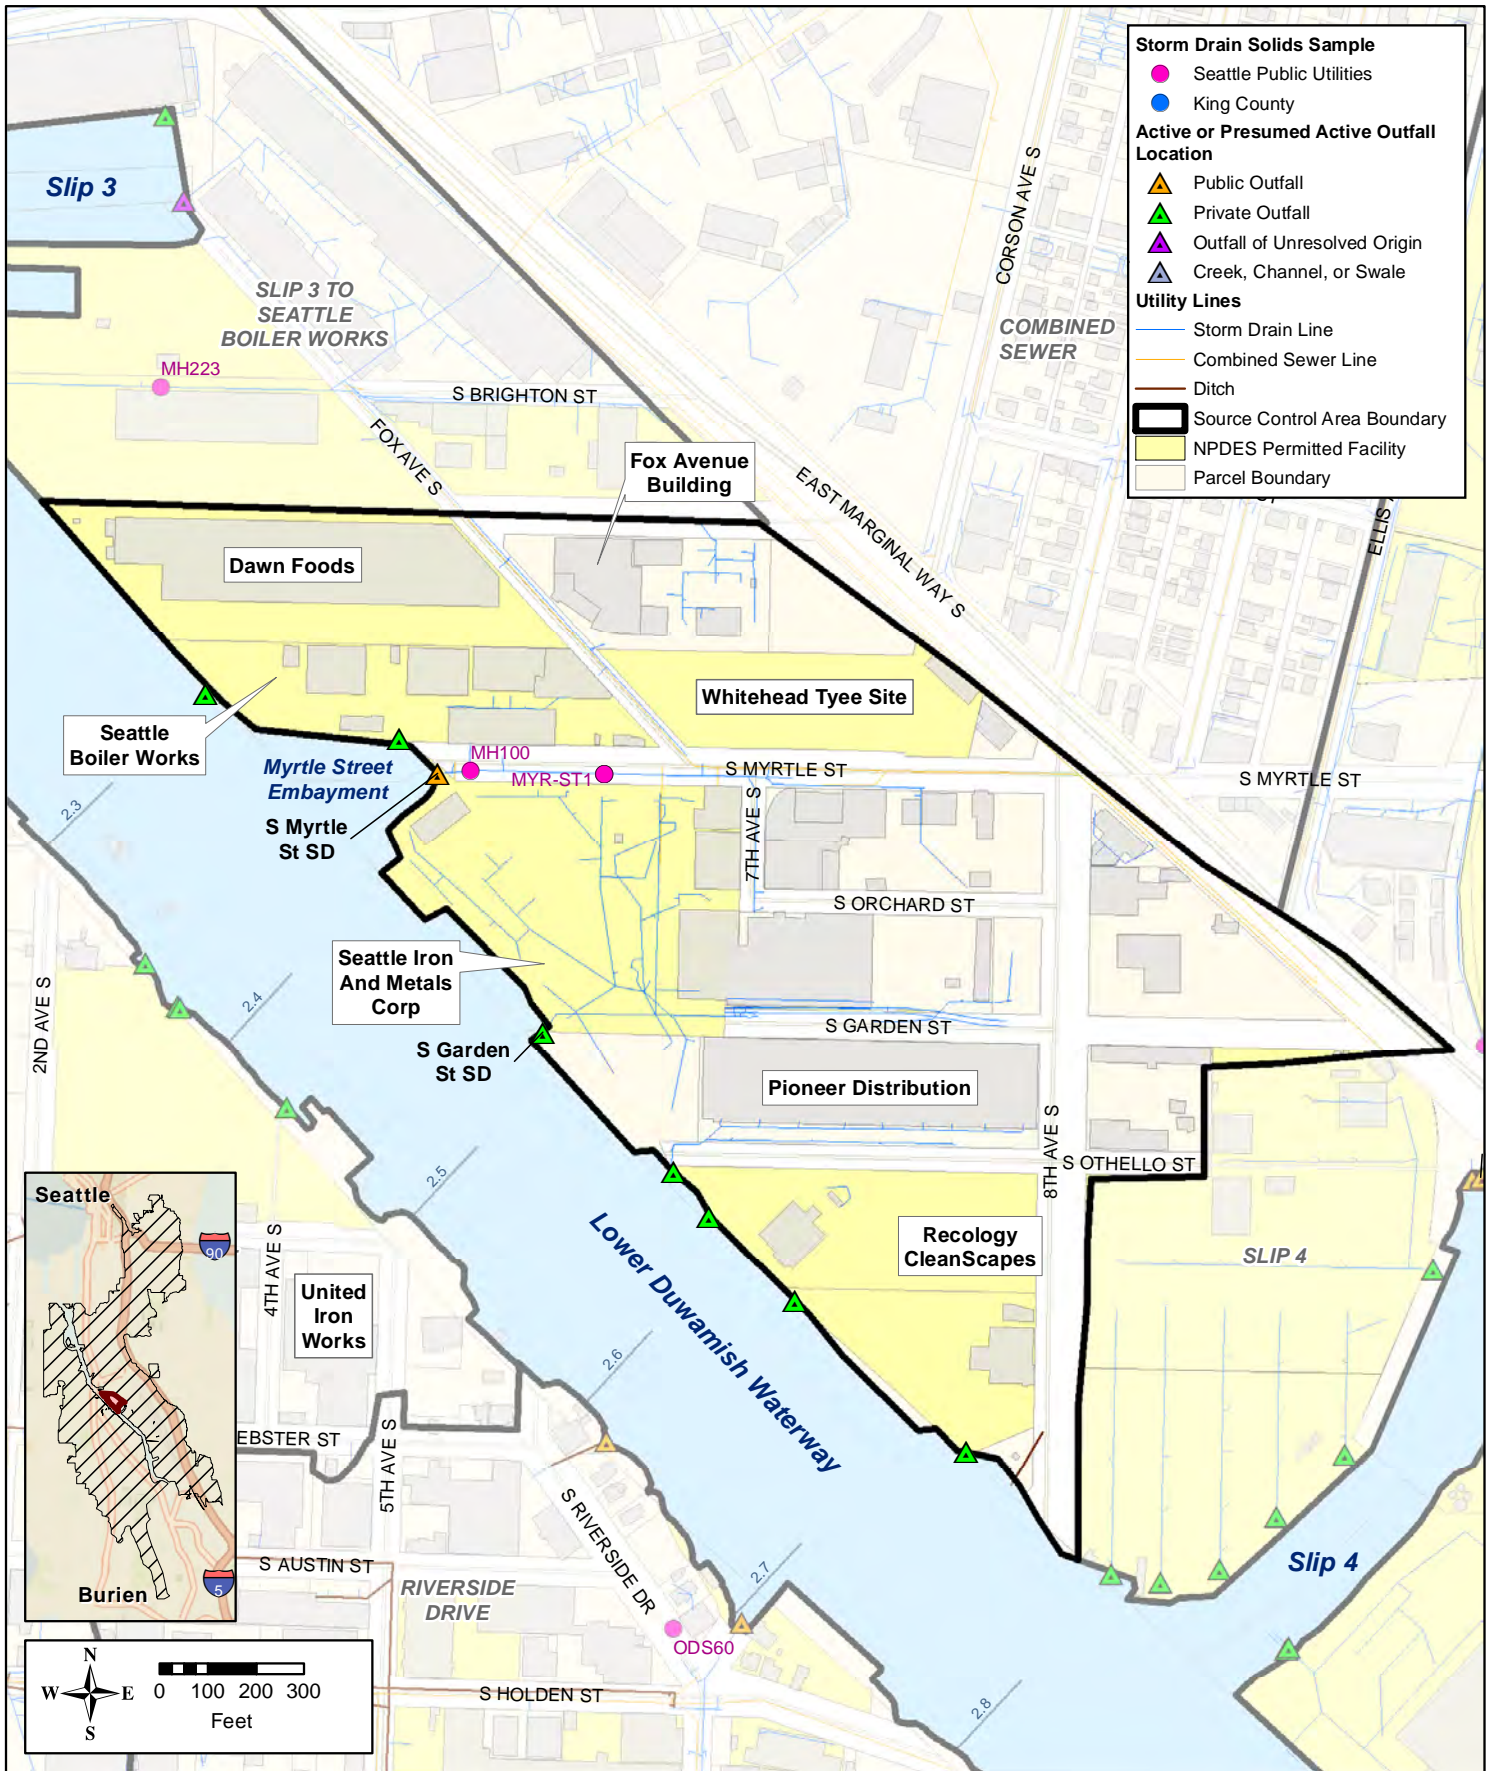 Storm Drain Solids Sample
Seattle Public Utilities
King County
Active or Presumed Active Outfall
Location
Public Outfall
Private Outfall
Outfall of Unresolved Origin
Creek, Channel, or Swale
Utility Lines
Storm Drain Line
Combined Sewer Line
Ditch
Source Control Area Boundary
NPDES Permitted Facility
Parcel Boundary
Slip 3
SLIP 3 TO
SEATTLE
BOILER WORKS
CORSON AVE S
COMBINED
SEWER
MH223
S BRIGHTON ST
FOX AVE S
Fox Avenue
Building
EAST MARGINAL WAY S
ST
ELLIS
Dawn Foods
Whitehead Tyee Site
Seattle
Boiler Works
Myrtle Street
Embayment
MH100
MYR-ST1
S MYRTLE ST
S MYRTLE ST
S Myrtle
St SD
2.3
7TH AVE S
S ORCHARD ST
Seattle Iron
And Metals
Corp
2ND AVE S
2.4
S GARDEN ST
S Garden
St SD
Pioneer Distribution
8TH AVE S
S OTHELLO ST
2.5
Seattle
90
4TH AVE S
Lower Duwamish Waterway
Recology
CleanScapes
SLIP 4
United
Iron
Works
2.6
EBSTER ST
5TH AVE S
S RIVERSIDE DR
S AUSTIN ST
RIVERSIDE
DRIVE
2.7
Slip 4
5
Burien
ODS60
N
W E
S
0 100 200 300
Feet
S HOLDEN ST
2.8